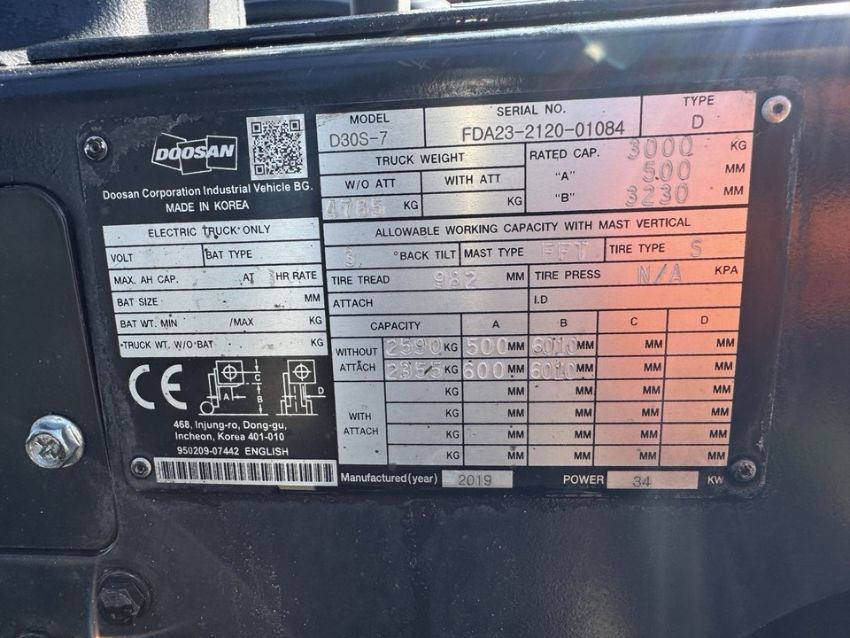 DOOSAN
Doosan Corporation Industrial Vehicle BG.
MADE IN KOREA
MODEL
D30S-7
SERIAL NO.
FDA23-2120-01084
TYPE
D
TRUCK WEIGHT
W/O ATT WITH ATT
KG KG
RATED CAP. 3000 KG
"A" 500 MM
"B" 3230 MM
ELECTRIC TRUCK ONLY
VOLT BAT TYPE
MAX. AH CAP. AT HR RATE
BAT SIZE MM
BAT WT. MIN /MAX KG
TRUCK WT. W/O BAT KG
ALLOWABLE WORKING CAPACITY WITH MAST VERTICAL
°BACK TILT MAST TYPE FFT TIRE TYPE S
TIRE TREAD 982 MM TIRE PRESS N/A KPA
ATTACH I.D
CAPACITY A B C D
WITHOUT ATTACH
2590 KG 500 MM 6010 MM MM MM
2355 KG 600 MM 6010 MM MM MM
WITH ATTACH
KG MM MM MM MM
KG MM MM MM MM
KG MM MM MM MM
KG MM MM MM MM
CE
C
A B
D
468, Injung-ro, Dong-gu,
Incheon, Korea 401-010
950209-07442 ENGLISH
Manufactured(year) 2019 POWER 34 KW